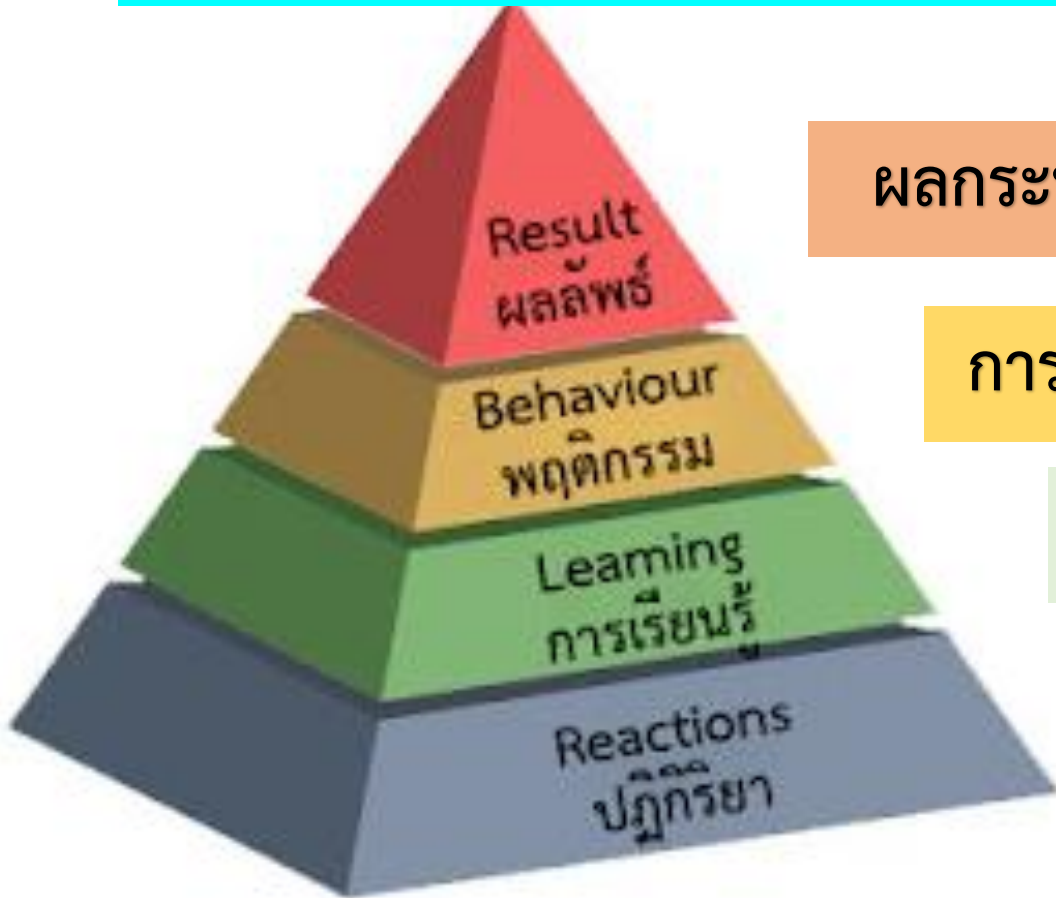 Result
ผลลัพธ์
Behaviour
พฤติกรรม
Learning
การเรียนรู้
Reactions
ปฏิกิริยา
ผลกระ
การ